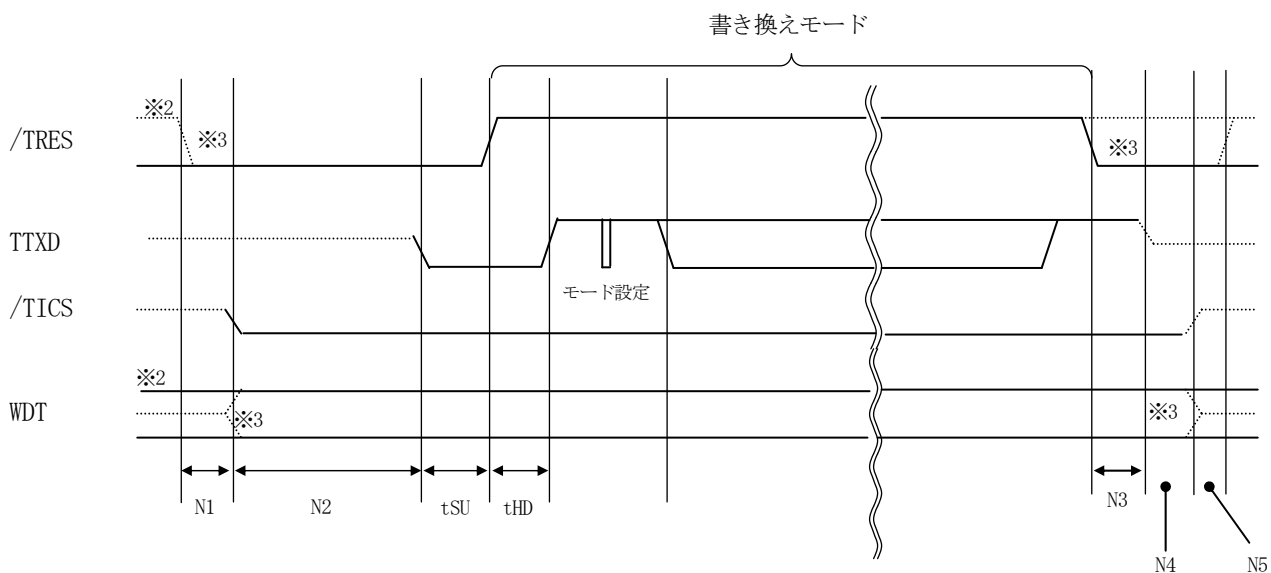 書き換えモード
※2
/TRES
※3
※3
TTXD
モード設定
/TICS
※2
WDT
※3
※3
N1
N2
tSU
tHD
N3
N4
N5